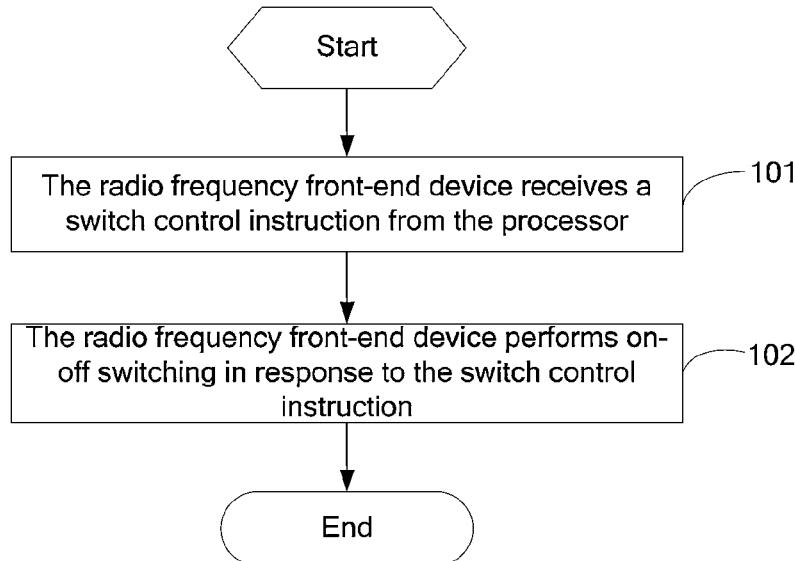 Start
The radio frequency front-end device receives a
switch control instruction from the processor
101
The radio frequency front-end device performs on-
off switching in response to the switch control
instruction
102
End